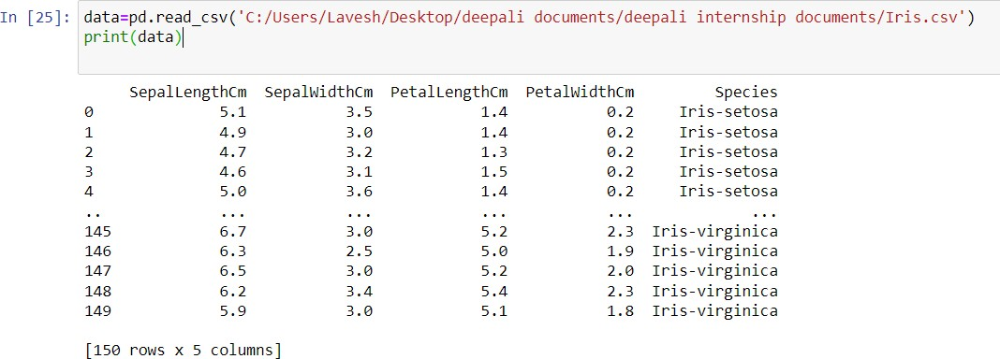 In [25]: data=pd.read_csv('C:/Users/Lavesh/Desktop/deepali documents/deepali internship documents/Iris.csv')
print(data)
SepalLengthCm SepalWidthCm PetalLengthCm PetalWidthCm Species
0 5.1 3.5 1.4 0.2 Iris-setosa
1 4.9 3.0 1.4 0.2 Iris-setosa
2 4.7 3.2 1.3 0.2 Iris-setosa
3 4.6 3.1 1.5 0.2 Iris-setosa
4 5.0 3.6 1.4 0.2 Iris-setosa
.. ... ... ... ... ...
145 6.7 3.0 5.2 2.3 Iris-virginica
146 6.3 2.5 5.0 1.9 Iris-virginica
147 6.5 3.0 5.2 2.0 Iris-virginica
148 6.2 3.4 5.4 2.3 Iris-virginica
149 5.9 3.0 5.1 1.8 Iris-virginica
[150 rows x 5 columns]